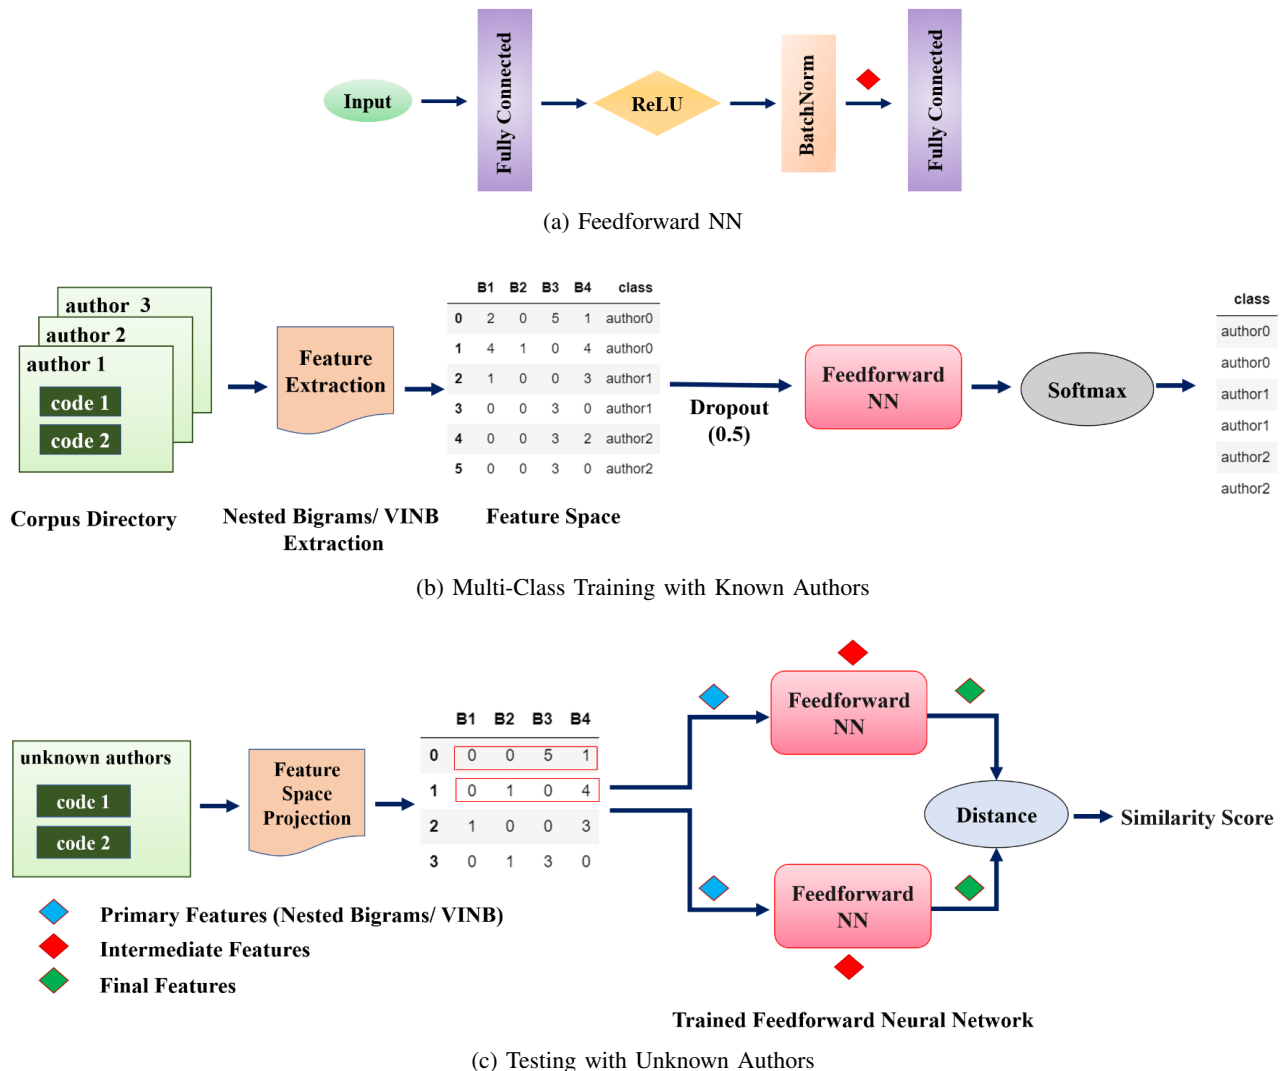 Input
Fully Connected
ReLU
BatchNorm
Fully Connected
(a) Feedforward NN
author 3
author 2
author 1
code 1
code 2
Corpus Directory
Feature
Extraction
Nested Bigrams/ VINB
Extraction
B1 B2 B3 B4 class
0 2 0 5 1 author0
1 4 1 0 4 author0
2 1 0 0 3 author1
3 0 0 3 0 author1
4 0 0 3 2 author2
5 0 0 3 0 author2
Feature Space
Dropout
(0.5)
Feedforward
NN
Softmax
class
author0
author0
author1
author1
author2
author2
(b) Multi-Class Training with Known Authors
unknown authors
code 1
code 2
Feature
Space
Projection
B1 B2 B3 B4
0 0 0 5 1
1 0 1 0 4
2 1 0 0 3
3 0 1 3 0
Feedforward
NN
Feedforward
NN
Distance
Similarity Score
Primary Features (Nested Bigrams/ VINB)
Intermediate Features
Final Features
Trained Feedforward Neural Network
(c) Testing with Unknown Authors